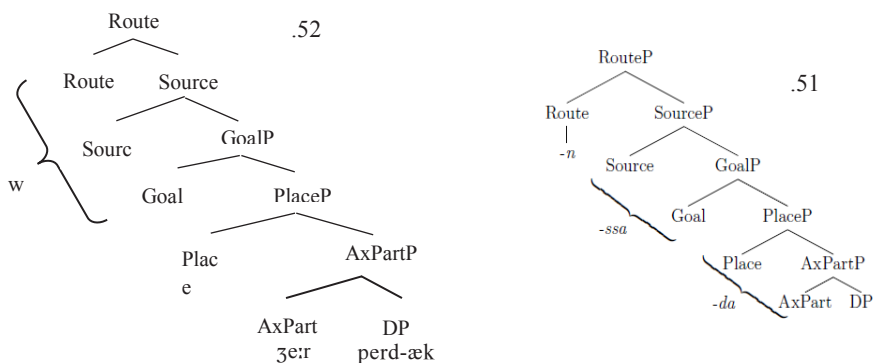 Route
.52
Route Source
Sourc GoalP
w
Goal PlaceP
Plac
e
AxPartP
AxPart DP
ʒe:r perd-æk
RouteP
.51
Route SourceP
-n
Source GoalP
-ssa
Goal PlaceP
-da
Place AxPartP
AxPart DP